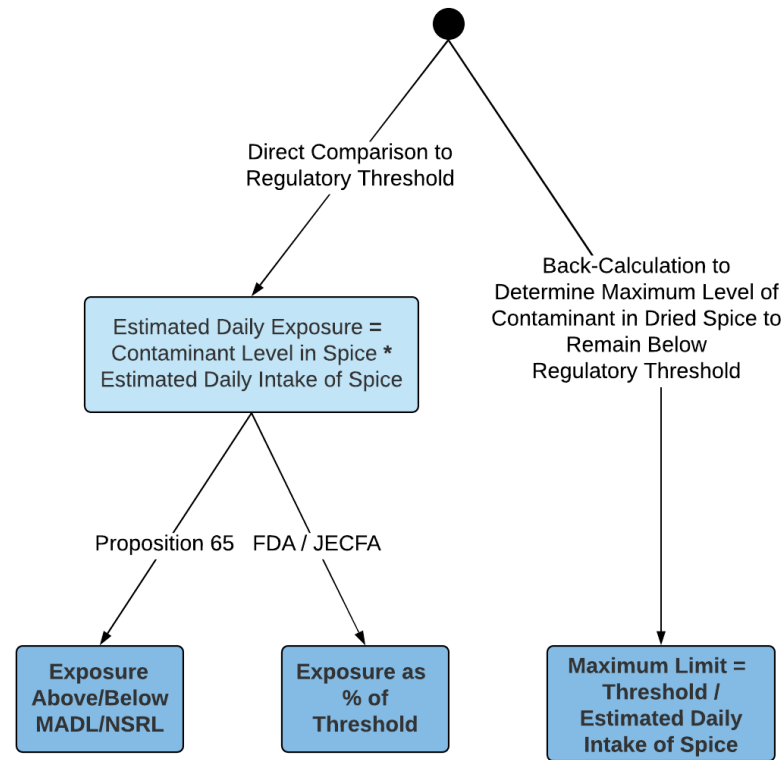 Direct Comparison to
Regulatory Threshold
Back-Calculation to
Determine Maximum Level of
Contaminant in Dried Spice to
Remain Below
Regulatory Threshold
Estimated Daily Exposure =
Contaminant Level in Spice *
Estimated Daily Intake of Spice
Proposition 65
FDA / JECFA
Exposure
Above/Below
MADL/NSRL
Exposure as
% of
Threshold
Maximum Limit =
Threshold /
Estimated Daily
Intake of Spice